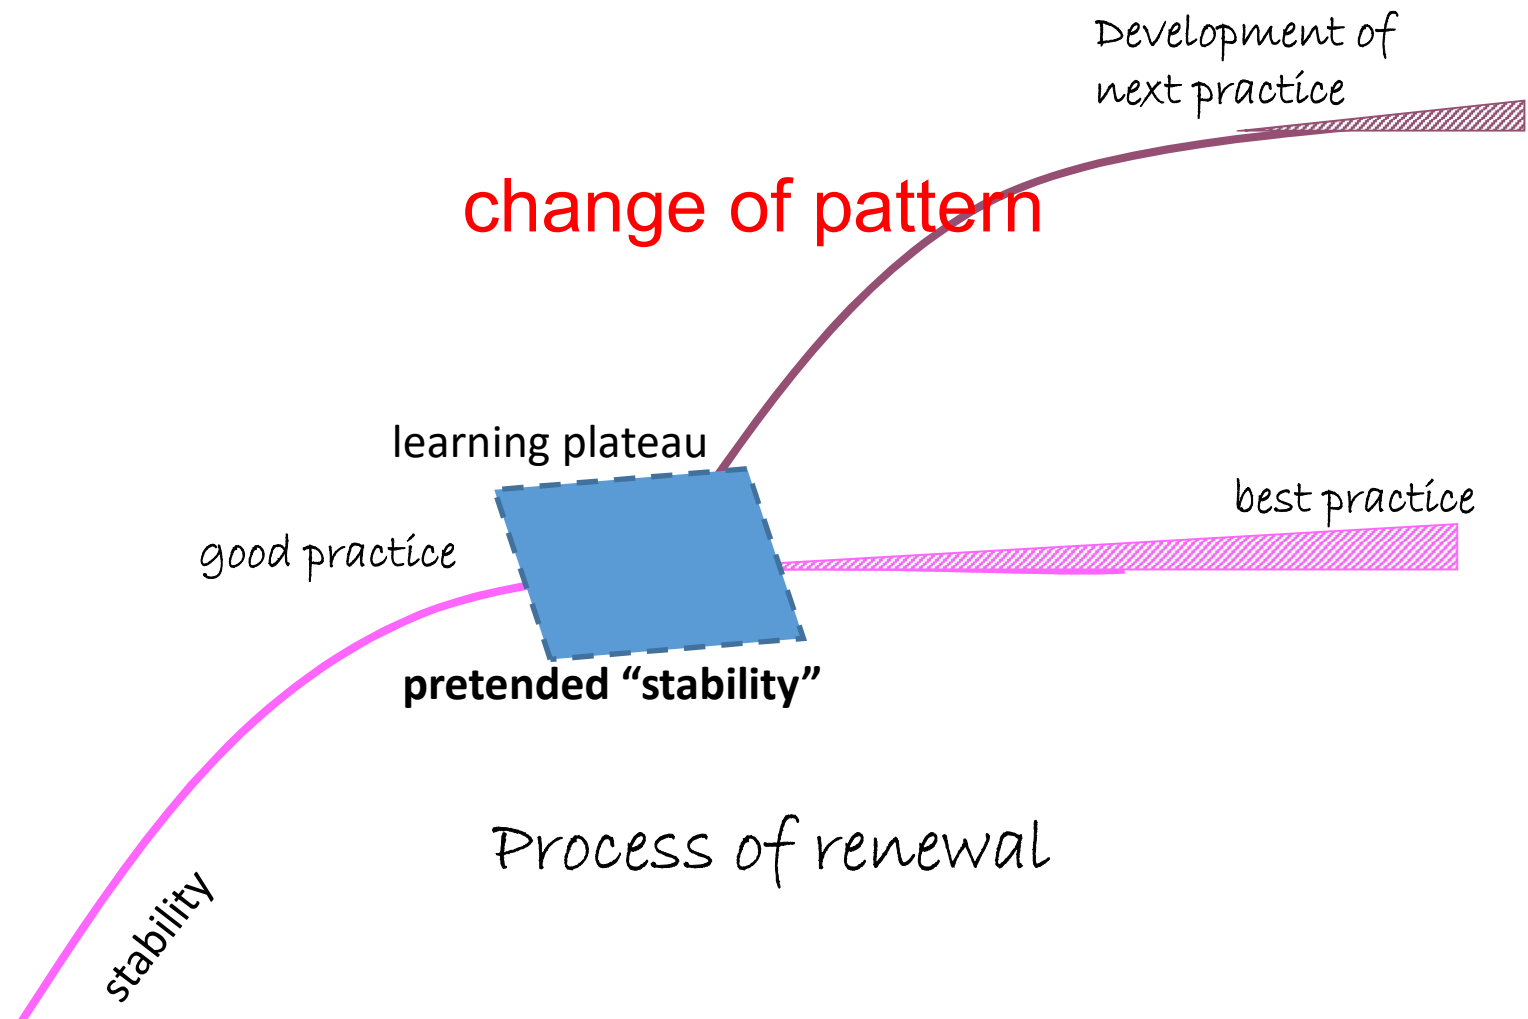 Development of
next practice
change of pattern
learning plateau
best practice
good practice
pretended “stability”
Process of renewal
stability